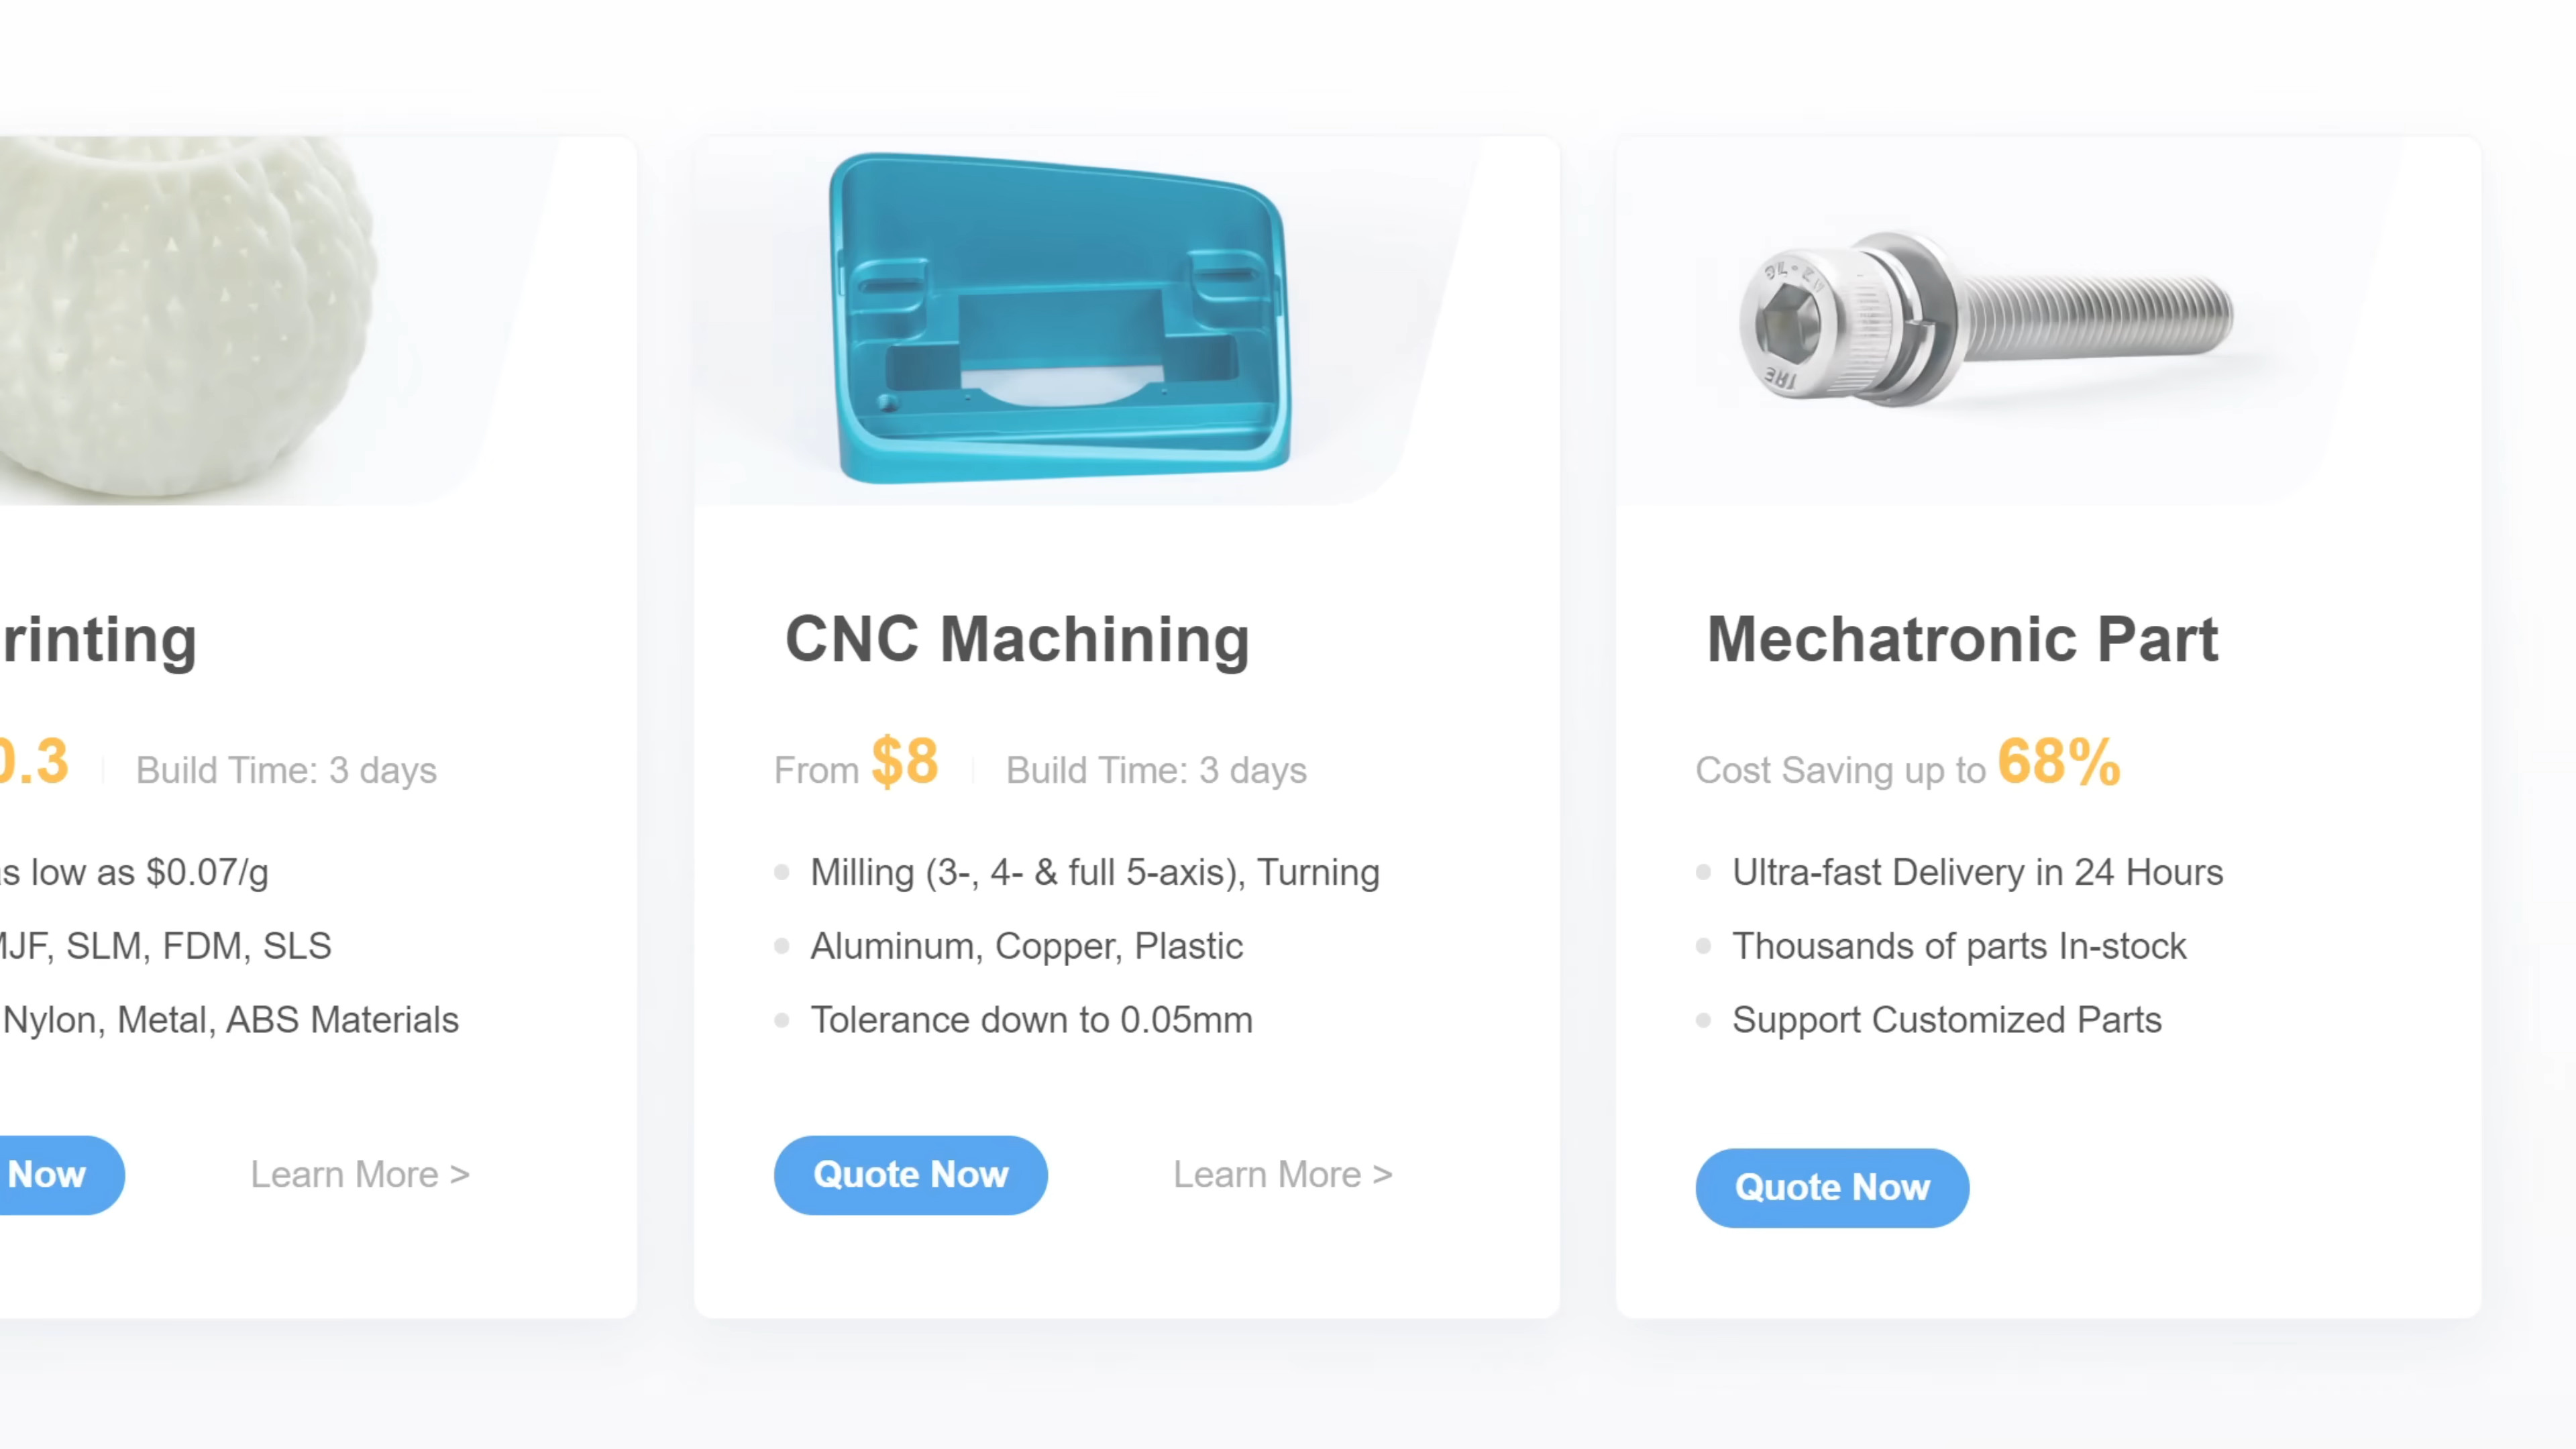 rinting
0.3 Build Time: 3 days
s low as $0.07/g
MJF, SLM, FDM, SLS
Nylon, Metal, ABS Materials
Now Learn More >
CNC Machining
From $8 Build Time: 3 days
Milling (3-, 4- & full 5-axis), Turning
Aluminum, Copper, Plastic
Tolerance down to 0.05mm
Quote Now Learn More >
Mechatronic Part
Cost Saving up to 68%
Ultra-fast Delivery in 24 Hours
Thousands of parts In-stock
Support Customized Parts
Quote Now